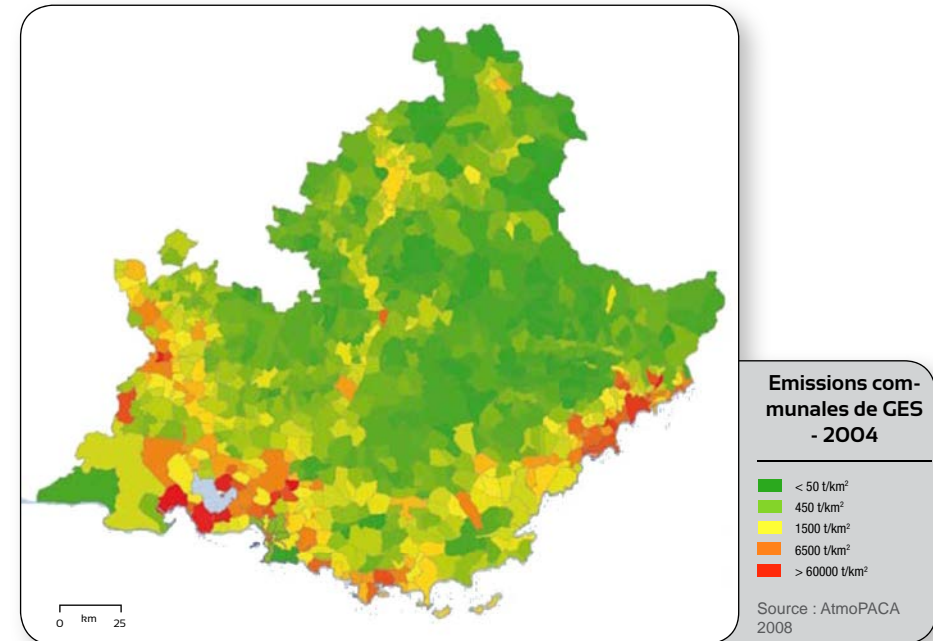 0 km 25
Emissions com-
munales de GES
- 2004
< 50 t/km²
450 t/km²
1500 t/km²
6500 t/km²
> 60000 t/km²
Source : AtmoPACA
2008